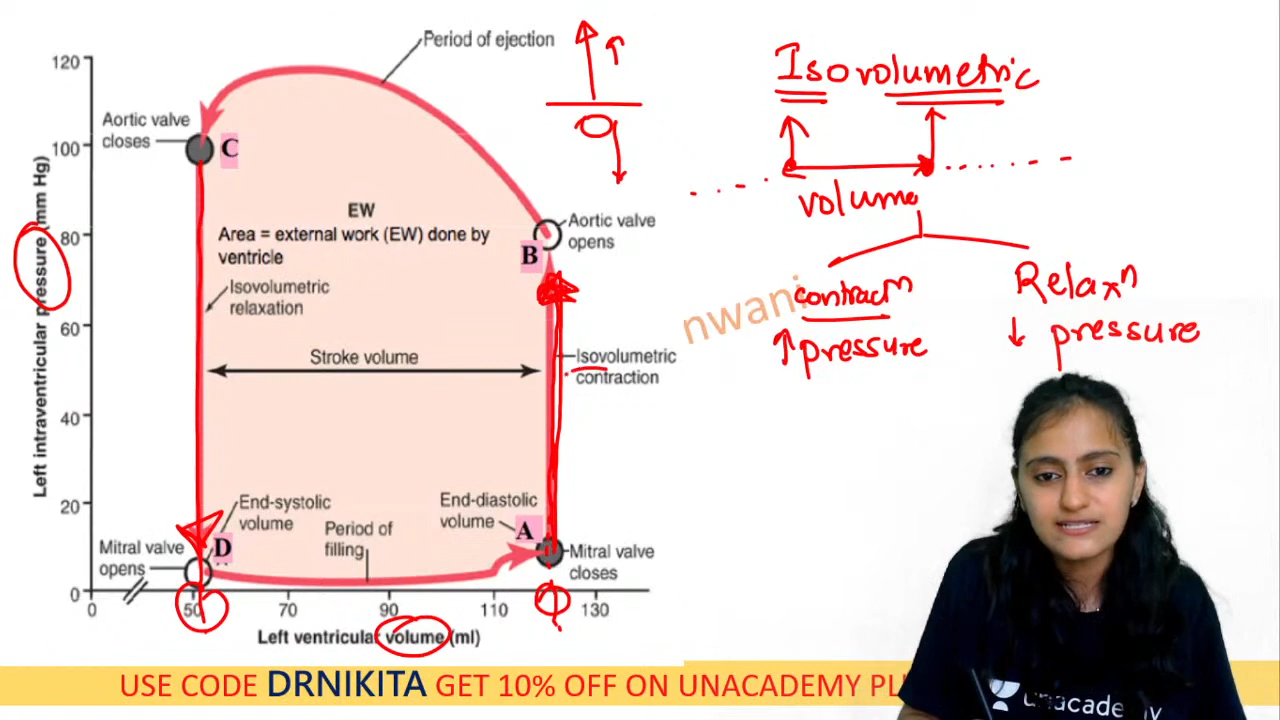 Period of ejection
120
Aortic valve
closes
C
100
Left intraventricular pressure (mm Hg)
EW
Area = external work (EW) done by
ventricle
Aortic valve
opens
B
80
Isovolumetric
relaxation
60
Stroke volume
Isovolumetric
contraction
40
20
End-systolic
volume
Period of
filling
End-diastolic
volume
A
Mitral valve
opens
D
Mitral valve
closes
0
0 50 70 90 110 130
Left ventricular volume (ml)
Isovolumetric
volume
contracn
↑ pressure
Relaxn
↓ pressure
nwani
USE CODE DRNIKITA GET 10% OFF ON UNACADEMY PL
unacademy